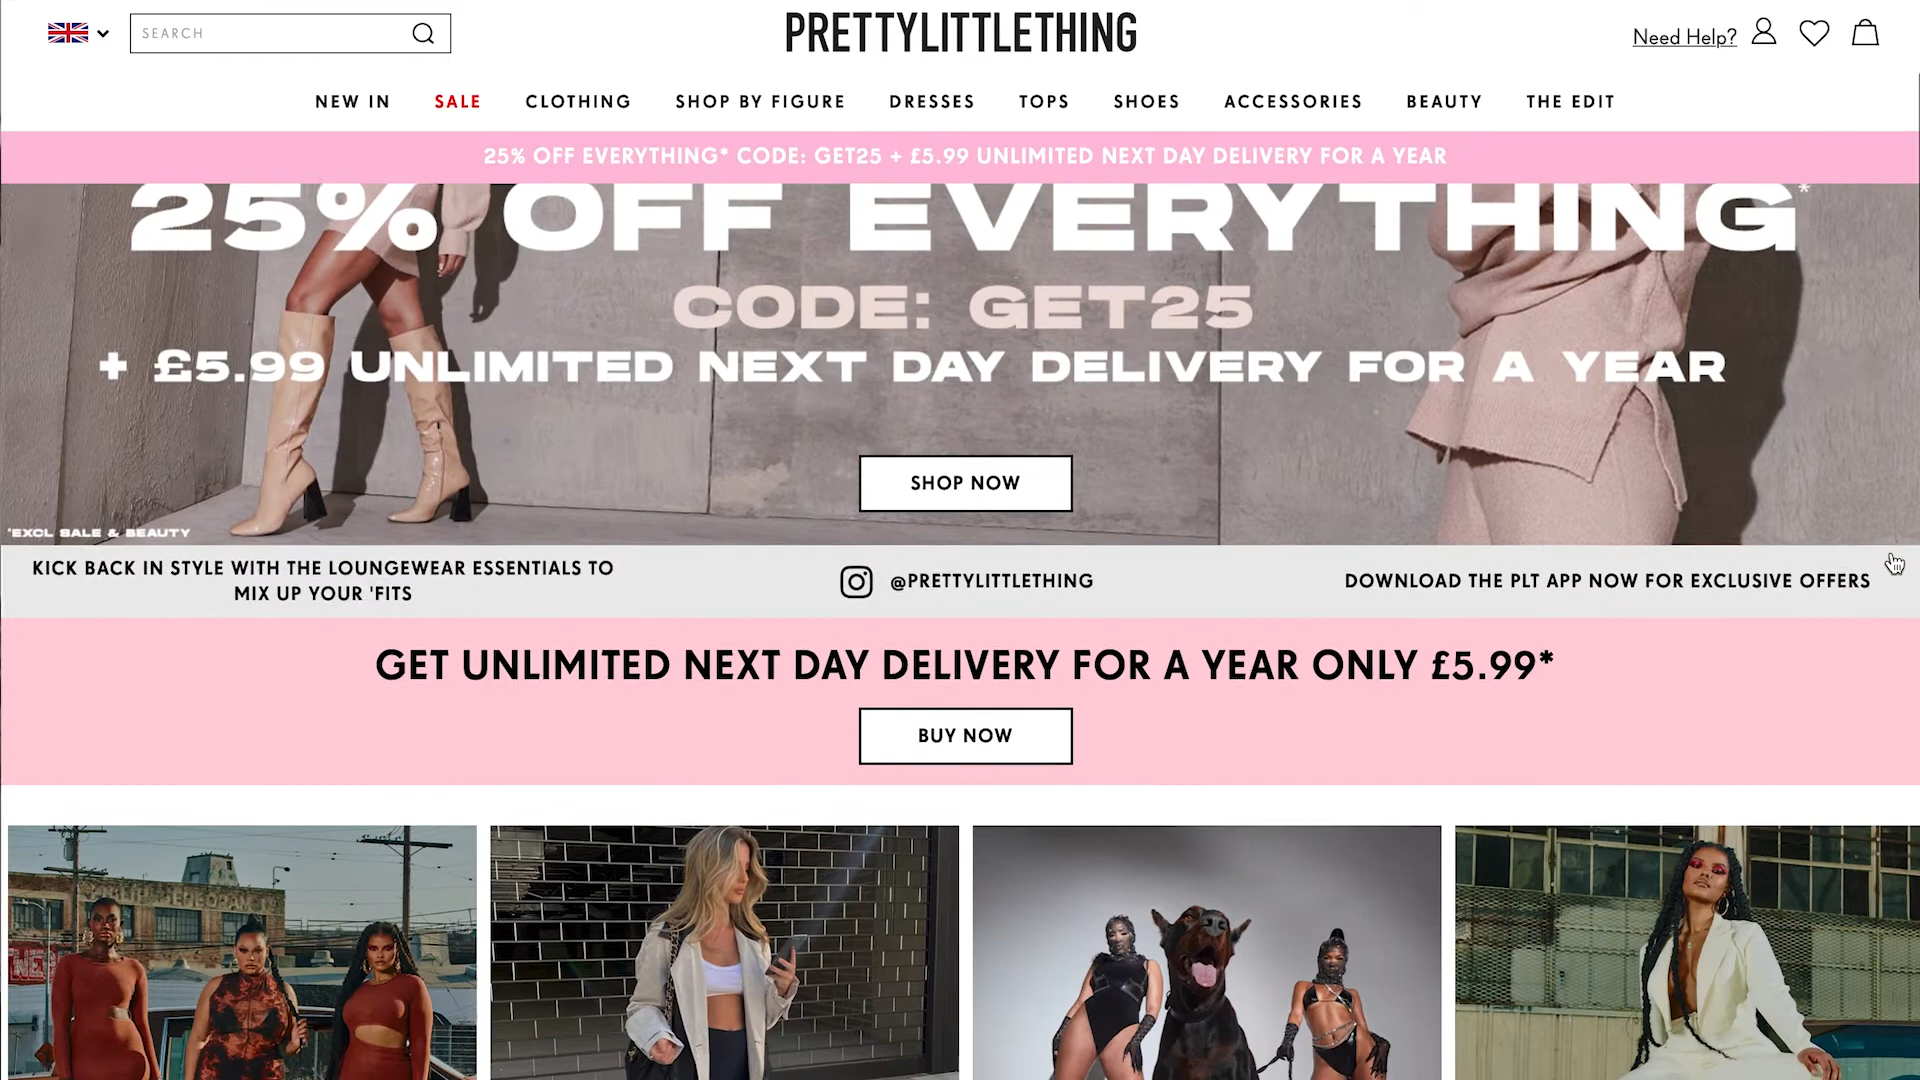 SEARCH
PRETTYLITTLETHING
Need Help?
NEW IN
SALE
CLOTHING
SHOP BY FIGURE
DRESSES
TOPS
SHOES
ACCESSORIES
BEAUTY
THE EDIT
25% OFF EVERYTHING* CODE: GET25 + £5.99 UNLIMITED NEXT DAY DELIVERY FOR A YEAR
25% OFF EVERYTHING*
CODE: GET25
+ £5.99 UNLIMITED NEXT DAY DELIVERY FOR A YEAR
SHOP NOW
*EXCL SALE & BEAUTY
KICK BACK IN STYLE WITH THE LOUNGEWEAR ESSENTIALS TO
MIX UP YOUR 'FITS
@PRETTYLITTLETHING
DOWNLOAD THE PLT APP NOW FOR EXCLUSIVE OFFERS
GET UNLIMITED NEXT DAY DELIVERY FOR A YEAR ONLY £5.99*
BUY NOW